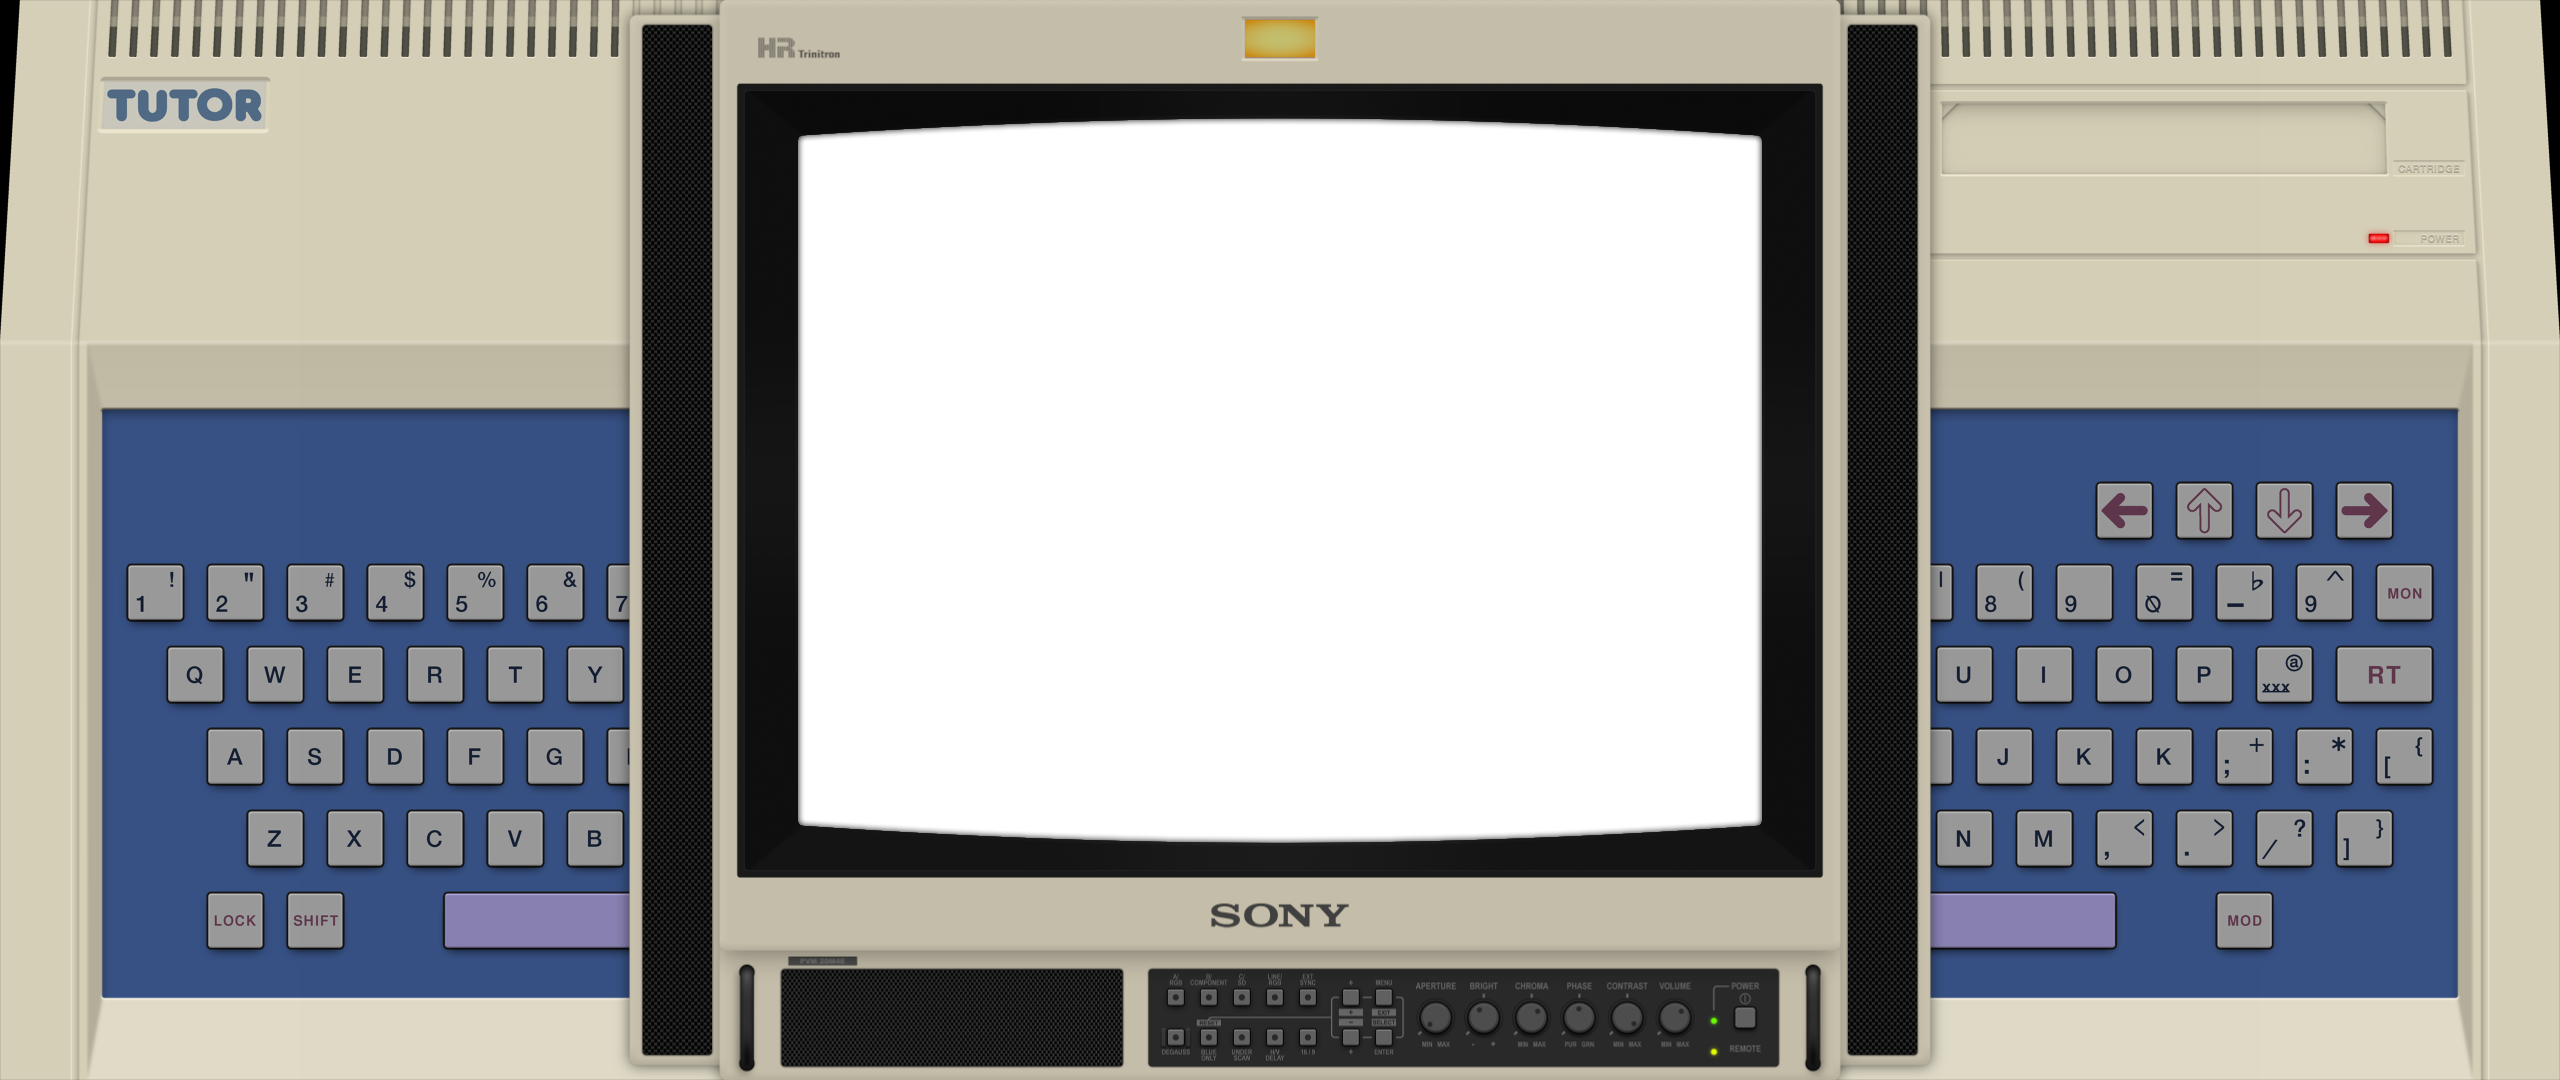 HR Trinitron
TUTOR
CARTRIDGE
POWER
! 1 " 2 # 3 $ 4 % 5 & 6 7
( 8 9 = Ø ♭ – ^ 9 MON
Q W E R T Y
U I O P @ xxx RT
A S D F G
J K K + ; * : { [
Z X C V B
N M < , > . ? / } ]
LOCK SHIFT
MOD
SONY
PVM 20M4E
A/RGB B/COMPONENT C/SD LINE/RGB EXT SYNC MENU
APERTURE BRIGHT CHROMA PHASE CONTRAST VOLUME POWER
RESET + - EXIT SELECT
DEGAUSS BLUE ONLY UNDER SCAN H/V DELAY 16/9 ENTER
MIN MAX - + MIN MAX PUR GRN MIN MAX MIN MAX REMOTE